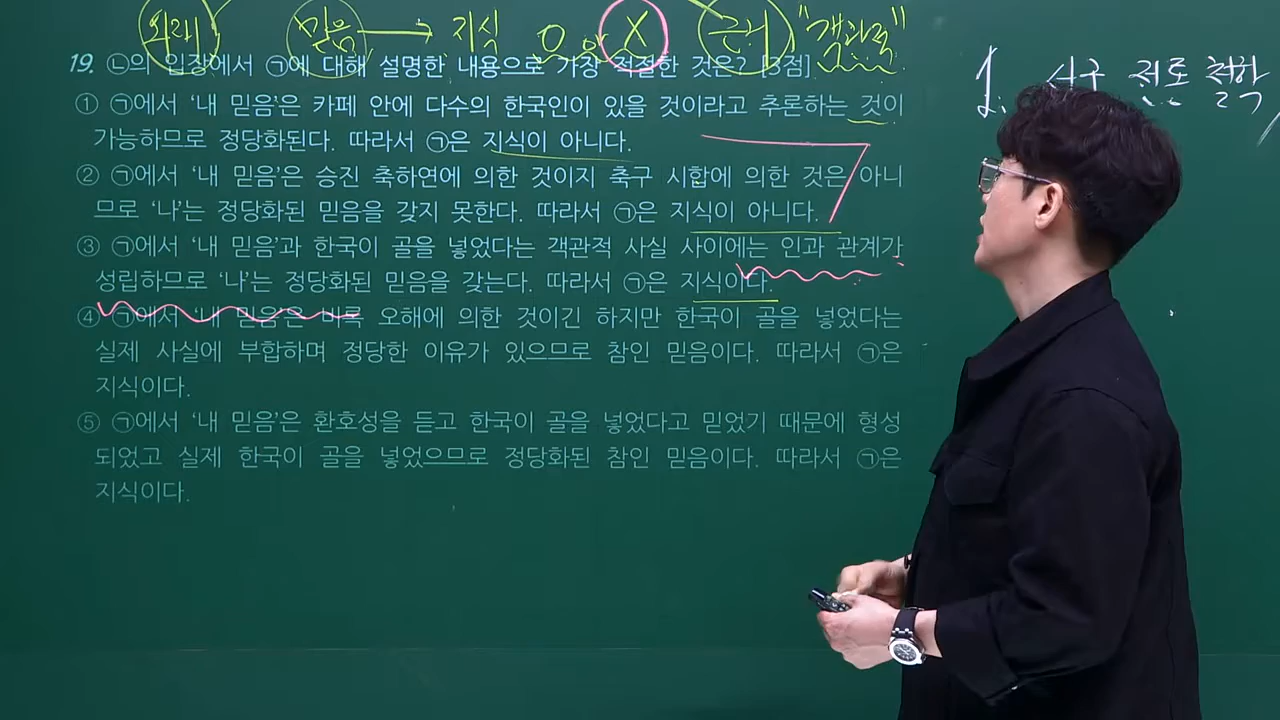 믿음 → 지식 O X 근거 "객관적"
1. 서구 전통 철학
19. ㉡의 입장에서 ㉠에 대해 설명한 내용으로 가장 적절한 것은? [3점]
① ㉠에서 ‘내 믿음’은 카페 안에 다수의 한국인이 있을 것이라고 추론하는 것이
가능하므로 정당화된다. 따라서 ㉠은 지식이 아니다.
② ㉠에서 ‘내 믿음’은 승진 축하연에 의한 것이지 축구 시합에 의한 것은 아니
므로 ‘나’는 정당화된 믿음을 갖지 못한다. 따라서 ㉠은 지식이 아니다.
③ ㉠에서 ‘내 믿음’과 한국이 골을 넣었다는 객관적 사실 사이에는 인과 관계가
성립하므로 ‘나’는 정당화된 믿음을 갖는다. 따라서 ㉠은 지식이다.
④ ㉠에서 ‘내 믿음’은 비록 오해에 의한 것이긴 하지만 한국이 골을 넣었다는
실제 사실에 부합하며 정당한 이유가 있으므로 참인 믿음이다. 따라서 ㉠은
지식이다.
⑤ ㉠에서 ‘내 믿음’은 환호성을 듣고 한국이 골을 넣었다고 믿었기 때문에 형성
되었고 실제 한국이 골을 넣었으므로 정당화된 참인 믿음이다. 따라서 ㉠은
지식이다.